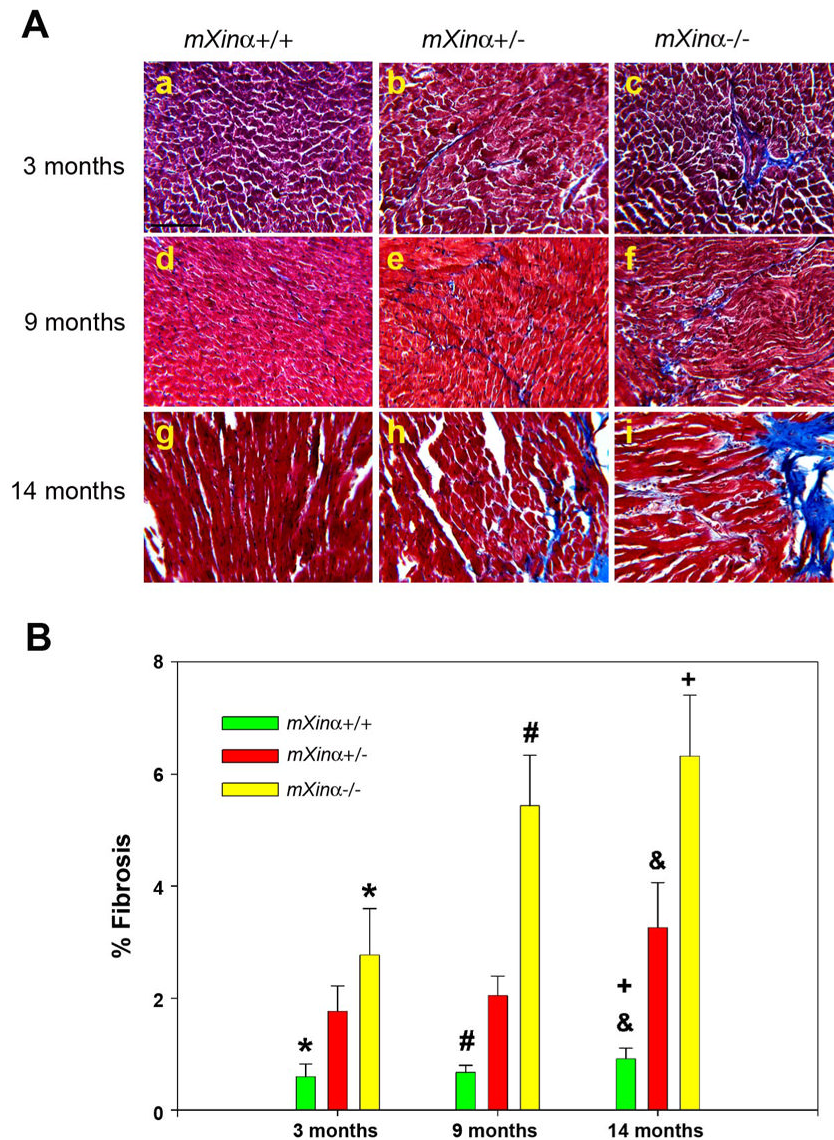 A
mXinα+/+ mXinα+/- mXinα-/-
3 months
a b c
9 months
d e f
14 months
g h i
B
8
6
4
2
0
% Fibrosis
mXinα+/+
mXinα+/-
mXinα-/-
* *
# #
+ & & +
3 months 9 months 14 months